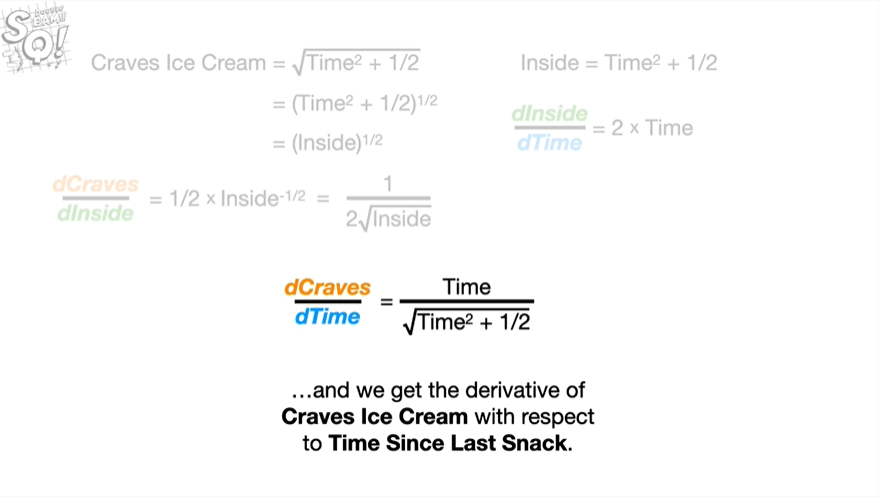 Craves Ice Cream = √Time² + 1/2
Inside = Time² + 1/2
= (Time² + 1/2)¹/²
= (Inside)¹/²
dInside
dTime
= 2 x Time
dCraves
dInside
= 1/2 x Inside⁻¹/² =
1
2√Inside
dCraves
dTime
=
Time
√Time² + 1/2
...and we get the derivative of
Craves Ice Cream with respect
to Time Since Last Snack.